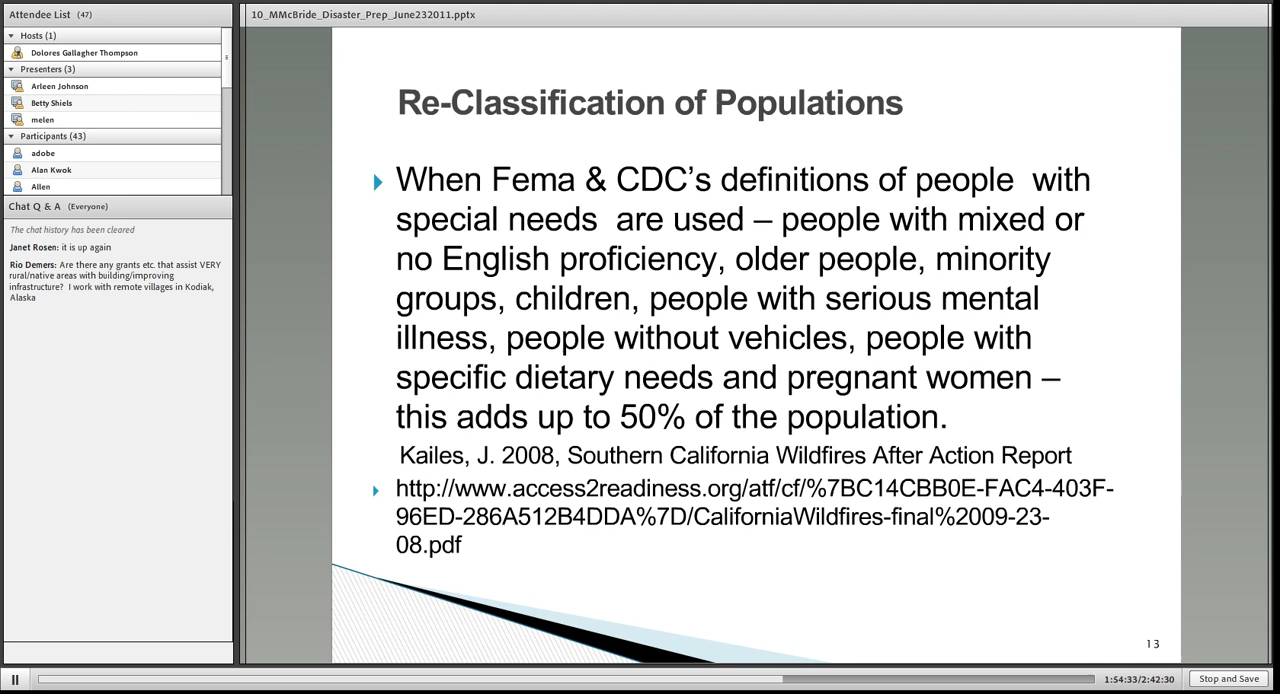 Attendee List (47)
Hosts (1)
Dolores Gallagher Thompson
Presenters (3)
Arleen Johnson
Betty Shiels
melen
Participants (43)
adobe
Alan Kwok
Allen
Chat Q & A (Everyone)
The chat history has been cleared
Janet Rosen: it is up again
Rio Demers: Are there any grants etc. that assist VERY
rural/native areas with building/improving
infrastructure? I work with remote villages in Kodiak,
Alaska
10_MMcBride_Disaster_Prep_June232011.pptx
Re-Classification of Populations
When Fema & CDC's definitions of people with
special needs are used – people with mixed or
no English proficiency, older people, minority
groups, children, people with serious mental
illness, people without vehicles, people with
specific dietary needs and pregnant women –
this adds up to 50% of the population.
Kailes, J. 2008, Southern California Wildfires After Action Report
http://www.access2readiness.org/atf/cf/%7BC14CBB0E-FAC4-403F-
96ED-286A512B4DDA%7D/CaliforniaWildfires-final%2009-23-
08.pdf
13
1:54:33/2:42:30
Stop and Save